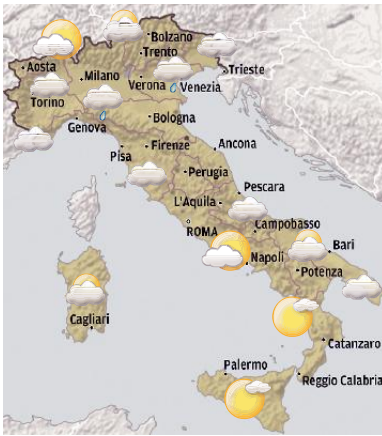 Bolzano
Trento
Aosta
Milano
Verona
Venezia
Trieste
Torino
Genova
Bologna
Pisa
Firenze
Ancona
Perugia
Pescara
L'Aquila
ROMA
Campobasso
Napoli
Bari
Potenza
Cagliari
Catanzaro
Palermo
Reggio Calabria